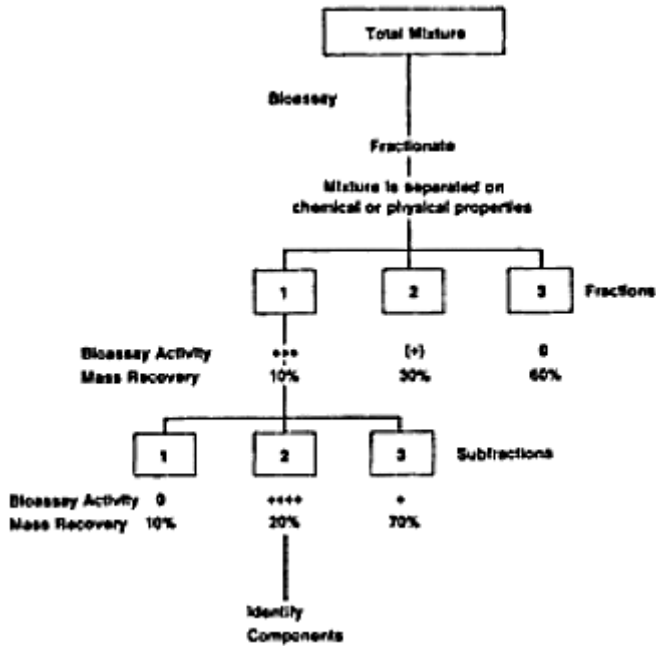 Total Mixture
Bioassay
Fractionate
Mixture is separated on
chemical or physical properties
1 2 3 Fractions
Bioassay Activity +++ (+) 0
Mass Recovery 10% 30% 60%
1 2 3 Subfractions
Bioassay Activity 0 ++++ +
Mass Recovery 10% 20% 70%
Identify
Components